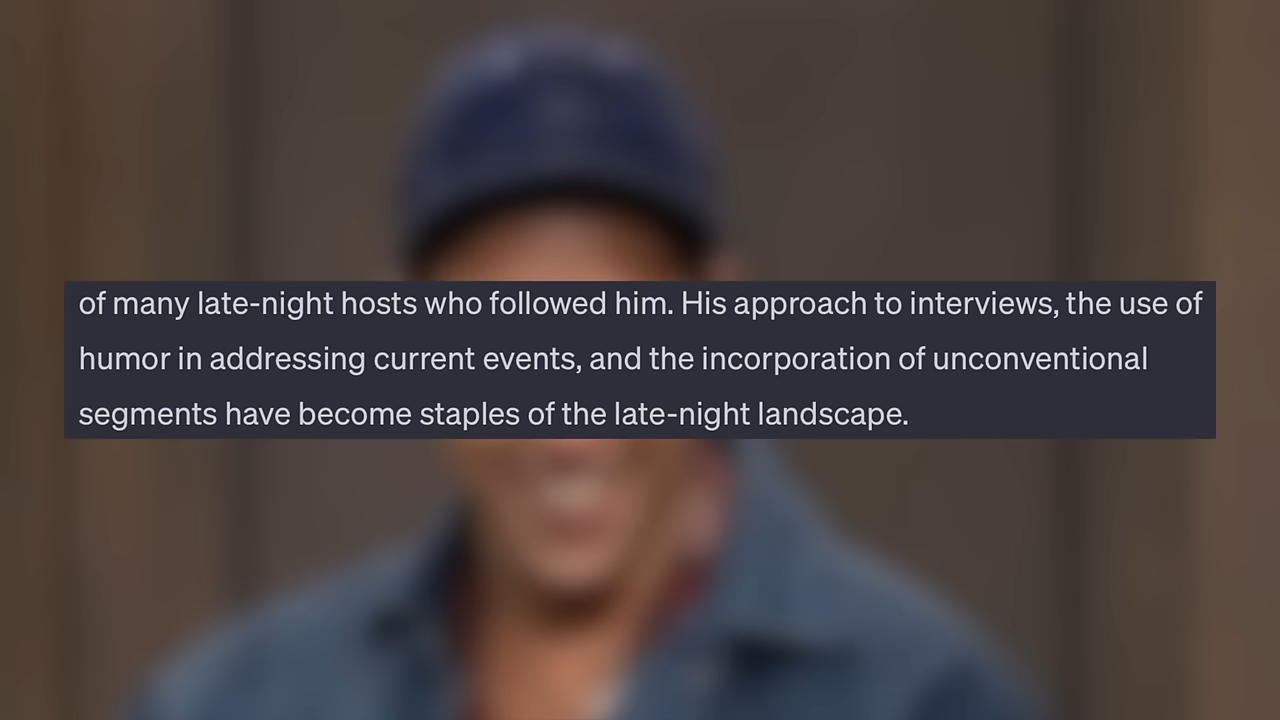 of many late-night hosts who followed him. His approach to interviews, the use of
humor in addressing current events, and the incorporation of unconventional
segments have become staples of the late-night landscape.